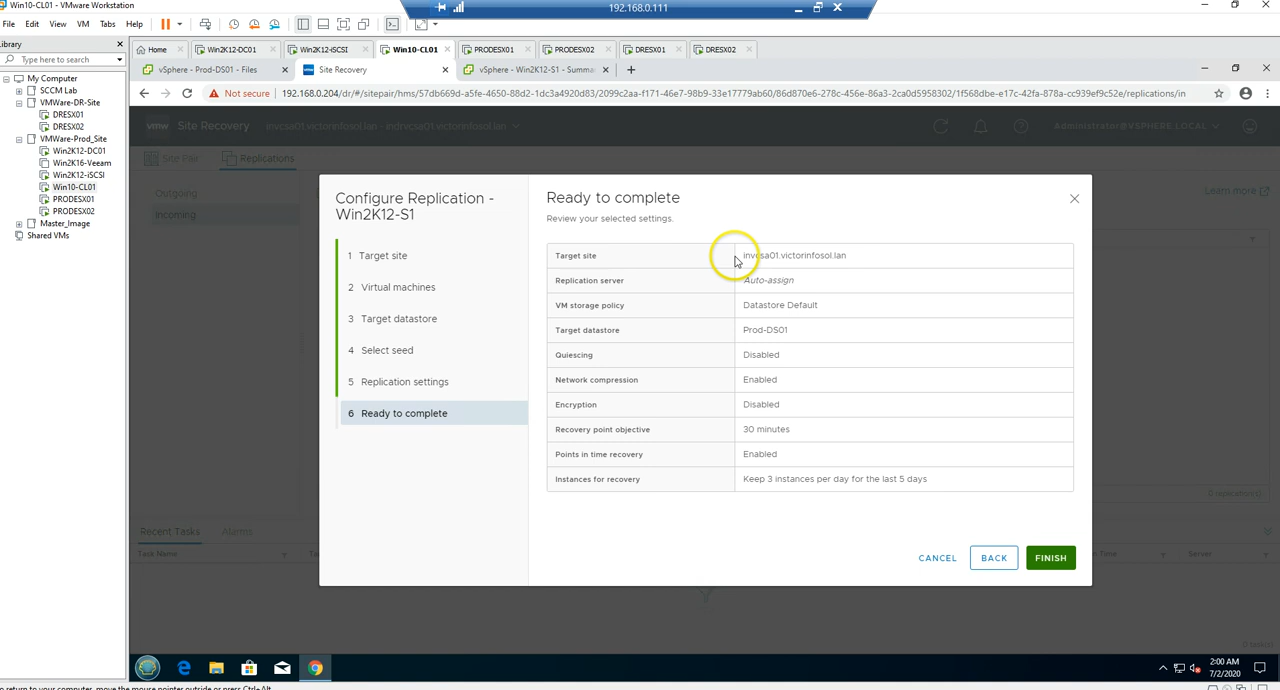 Win10-CL01 - VMware Workstation
192.168.0.111
File Edit View VM Tabs Help
Library
Type here to search
My Computer
SCCM Lab
VMWare-DR-Site
DRESX01
DRESX02
VMWare-Prod_Site
Win2K12-DC01
Win2K16-Veeam
Win2K12-iSCSI
Win10-CL01
PRODESX01
PRODESX02
Master_Image
Shared VMs
Home Win2K12-DC01 Win2K12-iSCSI Win10-CL01 PRODESX01 PRODESX02 DRESX01 DRESX02
vSphere - Prod-DS01 - Files Site Recovery vSphere - Win2K12-S1 - Summa
Not secure 192.168.0.204/dr/#/sitepair/hms/57db669d-a5fe-4650-88d2-1dc3a4920d83/2099c2aa-f171-46e7-98b9-33e17779ab60/86d870e6-278c-456e-86a3-2ca0d5958302/1f568dbe-e17c-42fa-878a-cc939ef9c52e/replications/in
vmw Site Recovery invcsa01.victorinfosol.lan - indrvcsa01.victorinfosol.lan Administrator@VSPHERE.LOCAL
Site Pair Replications
Outgoing
Incoming
Learn more
Configure Replication -
Win2K12-S1
1 Target site
2 Virtual machines
3 Target datastore
4 Select seed
5 Replication settings
6 Ready to complete
Ready to complete
Review your selected settings.
Target site invcsa01.victorinfosol.lan
Replication server Auto-assign
VM storage policy Datastore Default
Target datastore Prod-DS01
Quiescing Disabled
Network compression Enabled
Encryption Disabled
Recovery point objective 30 minutes
Points in time recovery Enabled
Instances for recovery Keep 3 instances per day for the last 5 days
CANCEL BACK FINISH
0 replication(s)
Recent Tasks Alarms
Task Name
Server
2:00 AM
7/2/2020
o return to your computer, move the mouse pointer outside or press Ctrl+Alt.